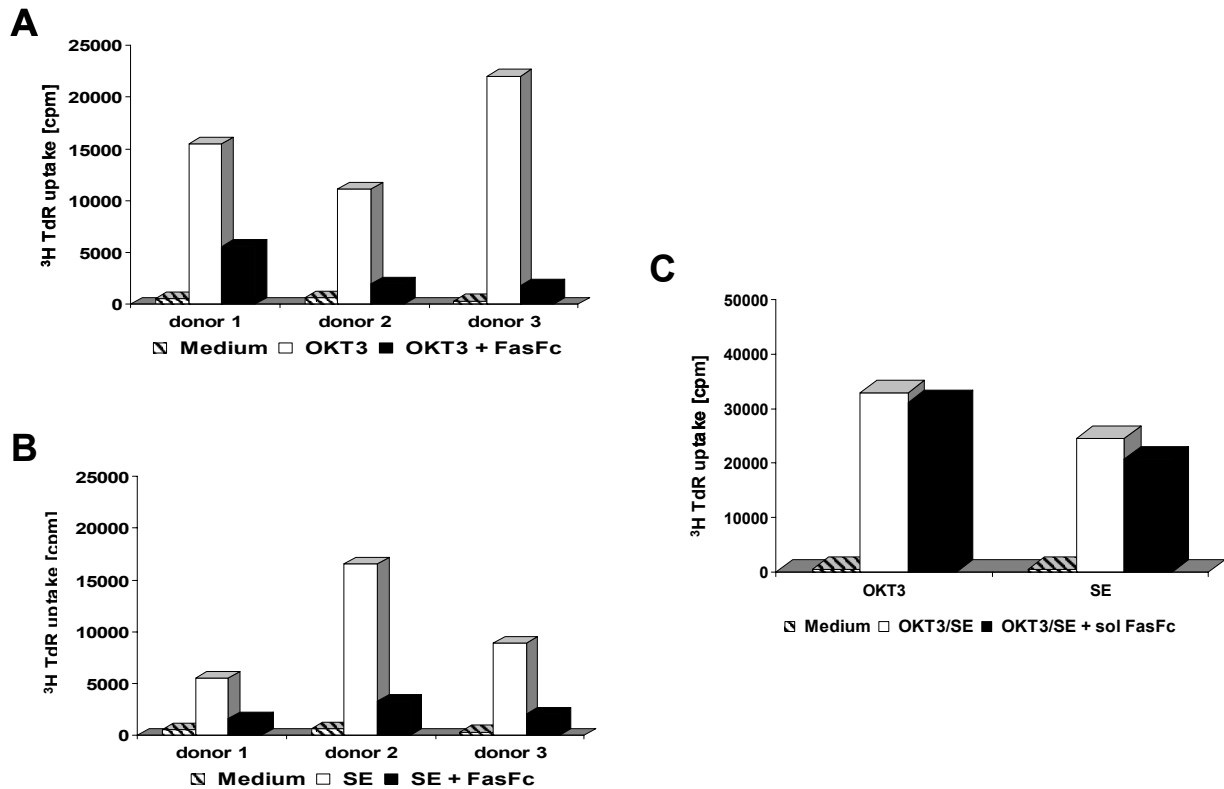 A
25000
20000
15000
10000
5000
0
³H TdR uptake [cpm]
donor 1 donor 2 donor 3
Medium OKT3 OKT3 + FasFc
B
25000
20000
15000
10000
5000
0
³H TdR uptake [cpm]
donor 1 donor 2 donor 3
Medium SE SE + FasFc
C
50000
40000
30000
20000
10000
0
³H TdR uptake [cpm]
OKT3 SE
Medium OKT3/SE OKT3/SE + sol FasFc